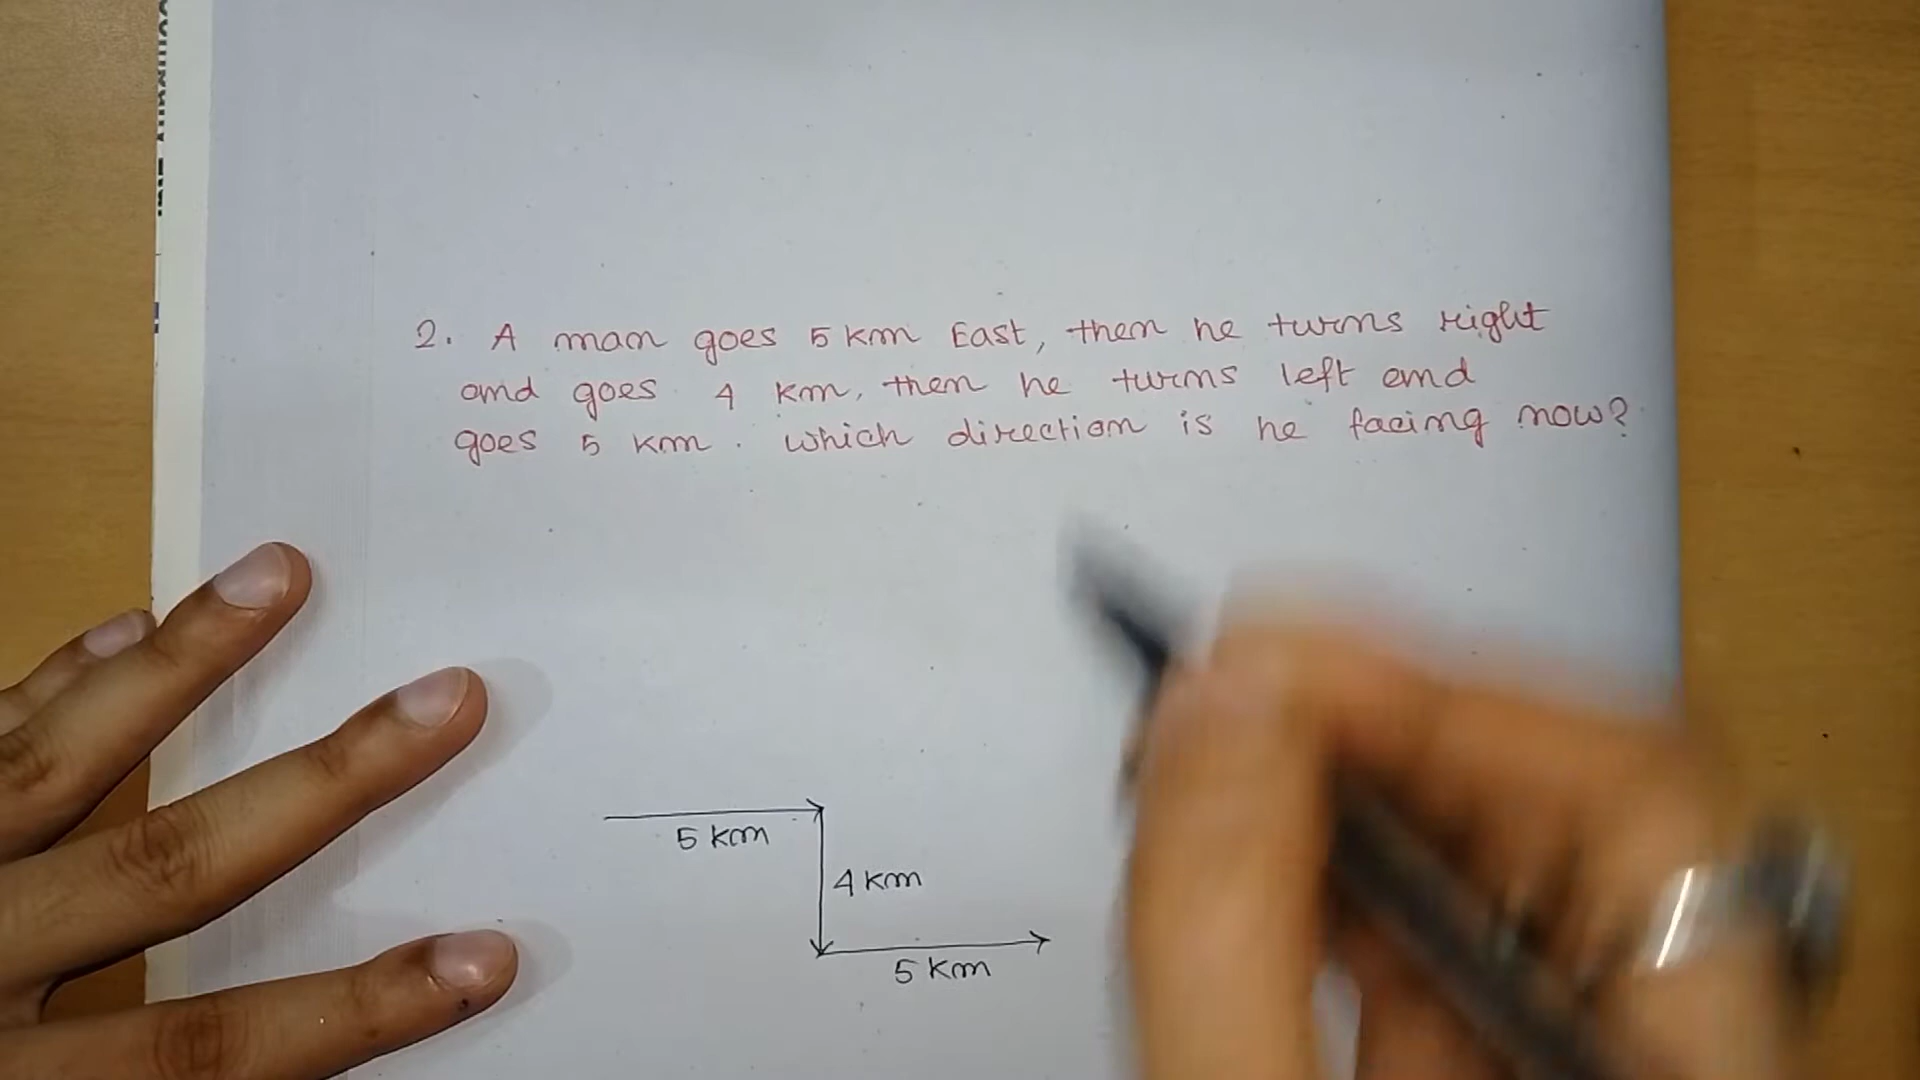 2. A man goes 5 km East, then he turns right
and goes 4 km, then he turns left and
goes 5 km. which direction is he facing now?
5 km
4 km
5 km